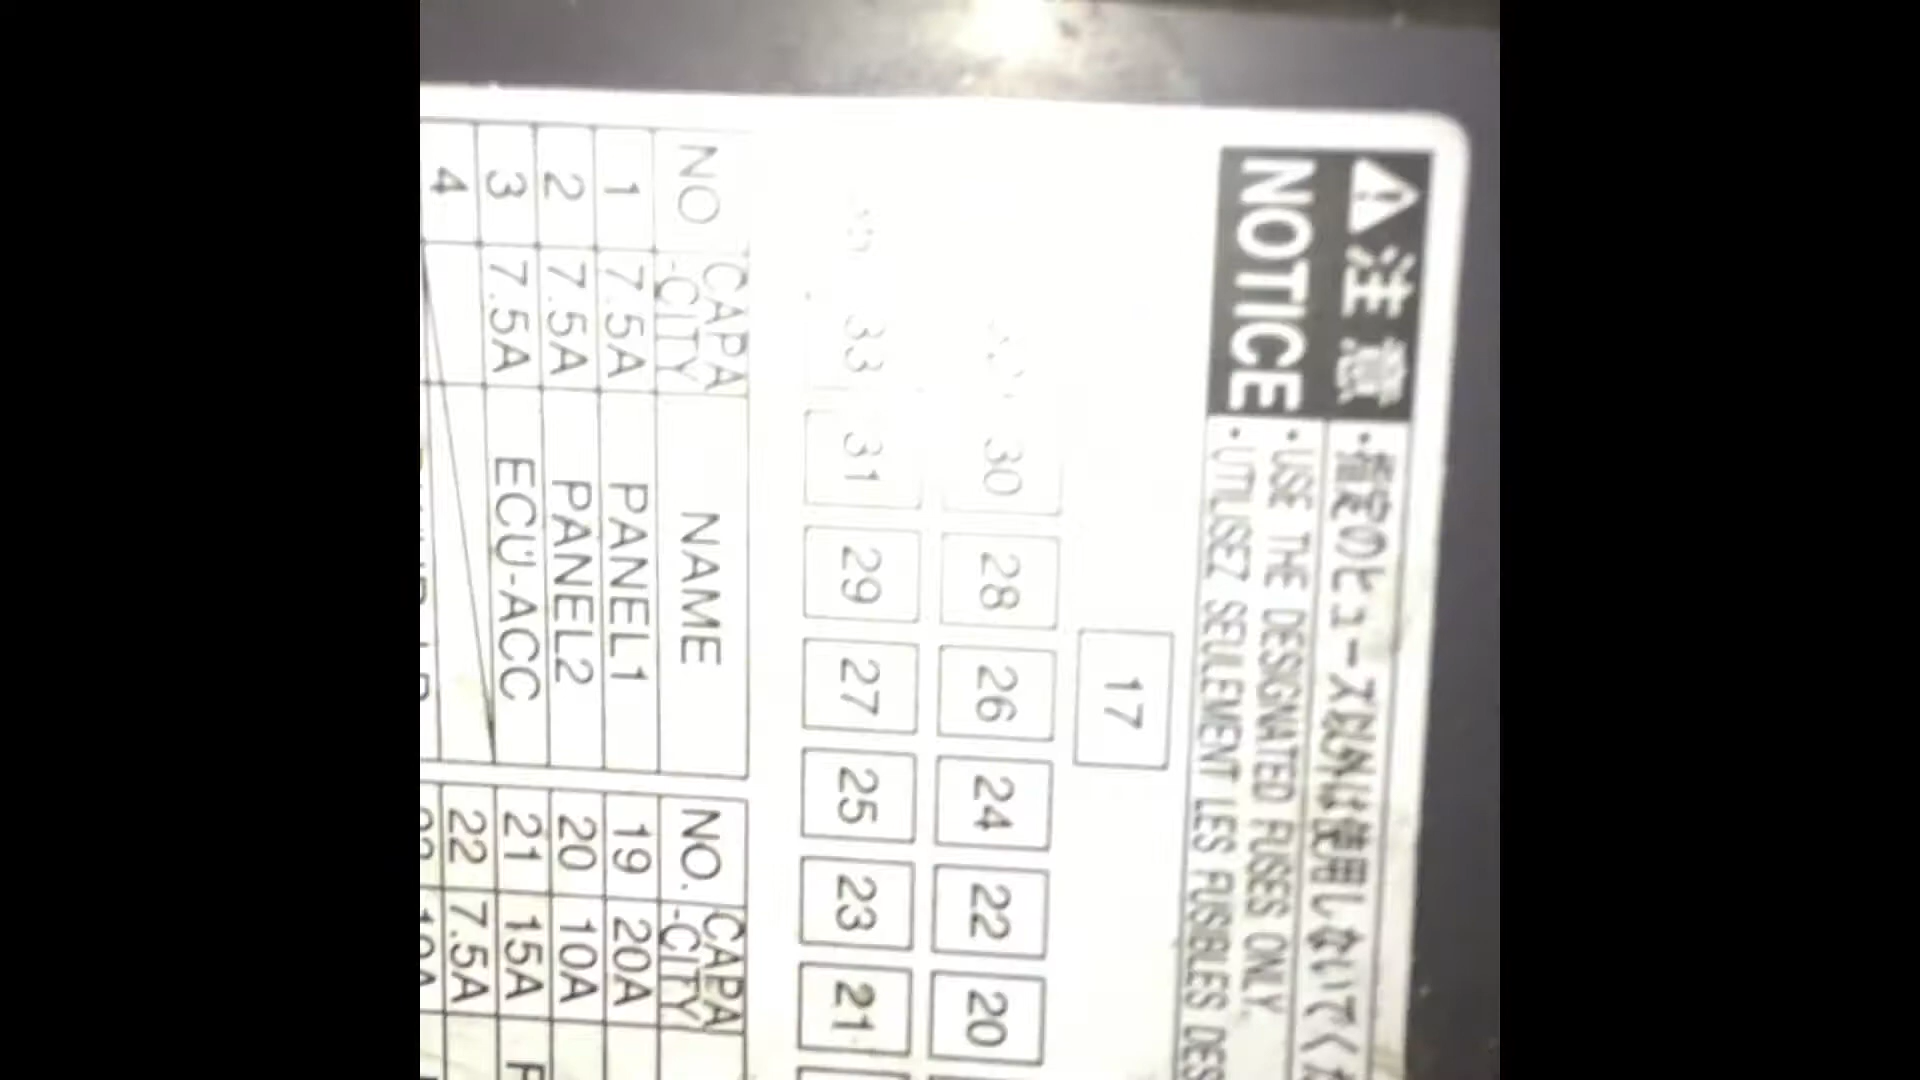 注意
NOTICE
・指定のヒューズ以外は使用しないでくだ
・USE THE DESIGNATED FUSES ONLY.
・UTILISEZ SEULEMENT LES FUSIBLES DES
17
30 28 26 24 22 20
33 31 29 27 25 23 21
NO CAPA-CITY NAME
1 7.5A PANEL1
2 7.5A PANEL2
3 7.5A ECU-ACC
4
NO. CAPA-CITY
19 20A
20 10A
21 15A F
22 7.5A